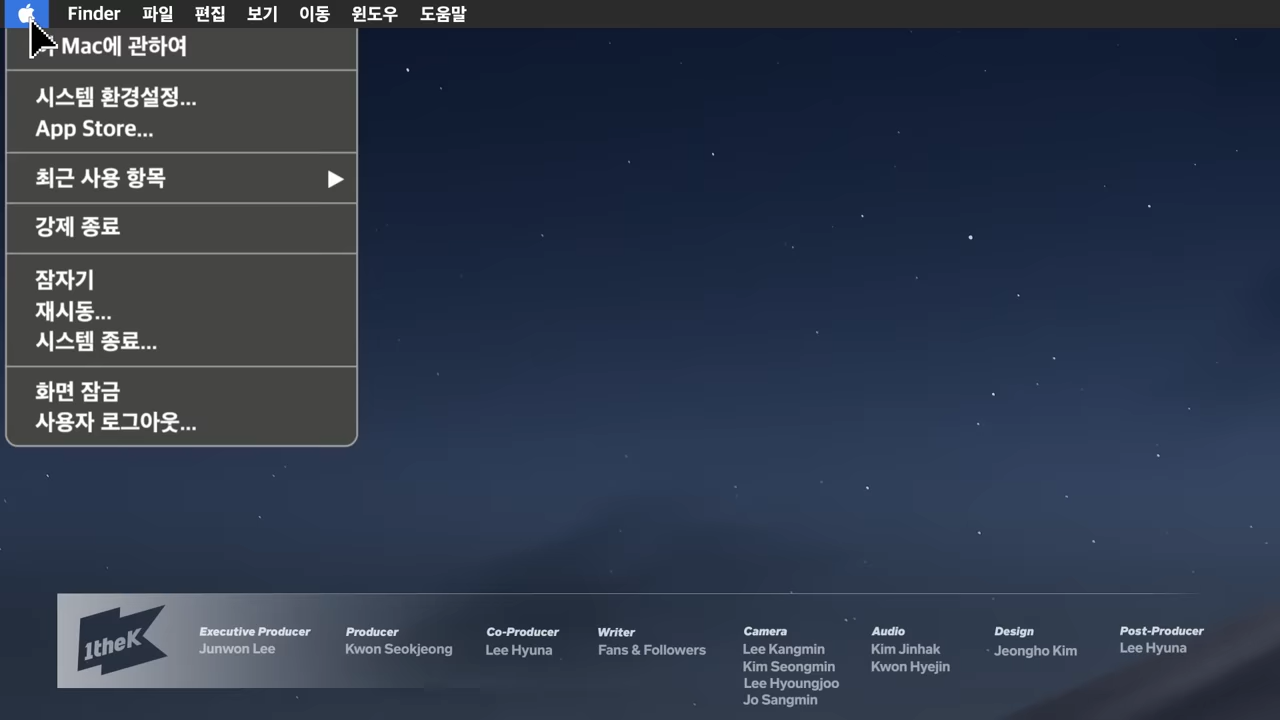 Finder 파일 편집 보기 이동 윈도우 도움말
Mac에 관하여
시스템 환경설정...
App Store...
최근 사용 항목
강제 종료
잠자기
재시동...
시스템 종료...
화면 잠금
사용자 로그아웃...
1theK
Executive Producer
Junwon Lee
Producer
Kwon Seokjeong
Co-Producer
Lee Hyuna
Writer
Fans & Followers
Camera
Lee Kangmin
Kim Seongmin
Lee Hyoungjoo
Jo Sangmin
Audio
Kim Jinhak
Kwon Hyejin
Design
Jeongho Kim
Post-Producer
Lee Hyuna